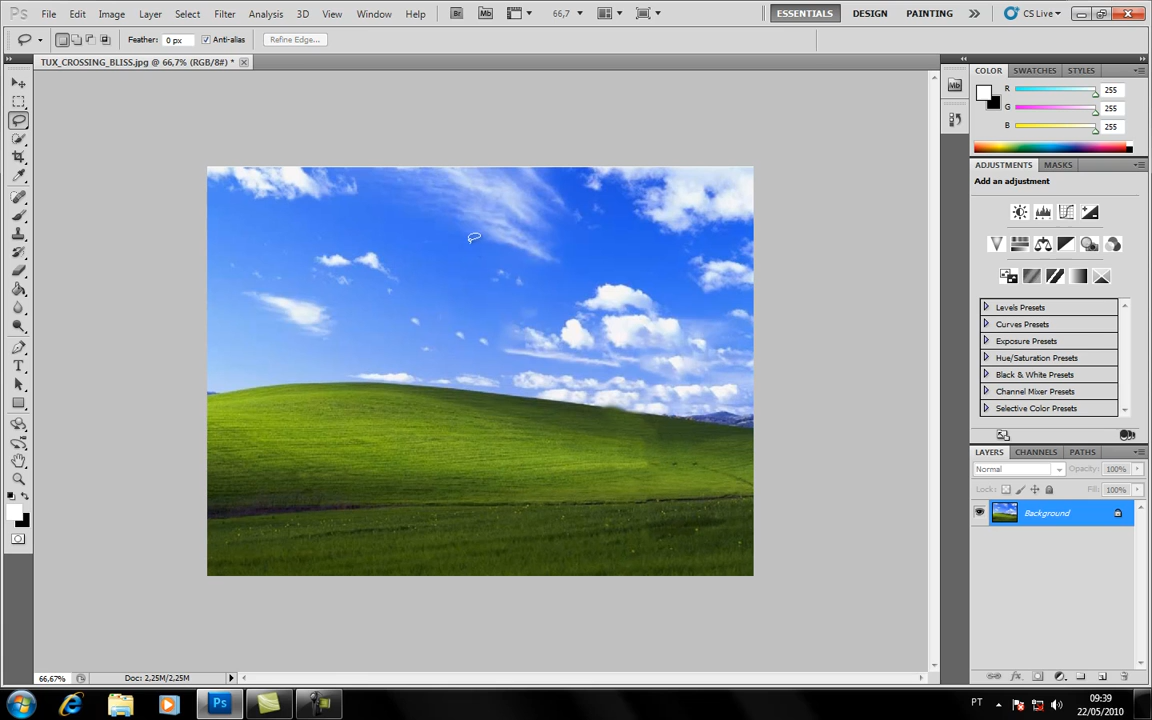 Ps File Edit Image Layer Select Filter Analysis 3D View Window Help Br Mb 66,7 ESSENTIALS DESIGN PAINTING CS Live
Feather: 0 px Anti-alias Refine Edge...
TUX_CROSSING_BLISS.jpg @ 66,7% (RGB/8#) *
Mb
COLOR SWATCHES STYLES
R 255
G 255
B 255
ADJUSTMENTS MASKS
Add an adjustment
Levels Presets
Curves Presets
Exposure Presets
Hue/Saturation Presets
Black & White Presets
Channel Mixer Presets
Selective Color Presets
LAYERS CHANNELS PATHS
Normal Opacity: 100%
Lock: Fill: 100%
Background
66,67% Doc: 2,25M/2,25M
Ps PT 09:39
22/05/2010